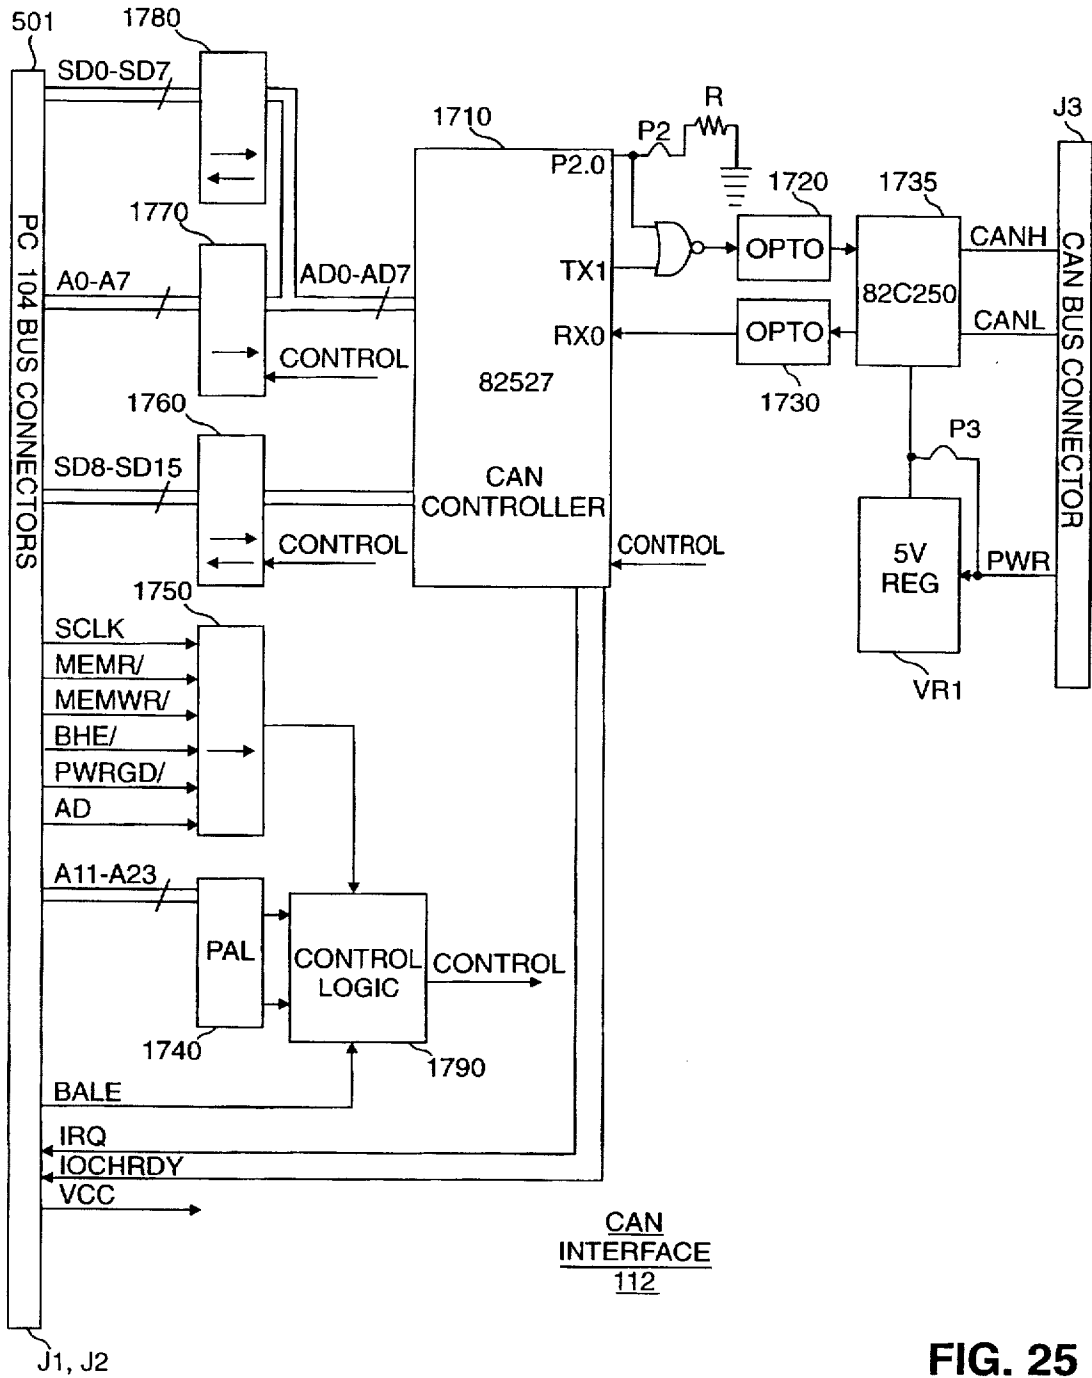 501
1780
SD0-SD7
1710
P2
R
J3
P2.0
1720
1735
1770
PC 104 BUS CONNECTORS
A0-A7
AD0-AD7
TX1
OPTO
82C250
CANH
CAN BUS CONNECTOR
RX0
OPTO
CANL
CONTROL
82527
1730
1760
P3
SD8-SD15
CAN
CONTROLLER
CONTROL
CONTROL
5V
REG
PWR
1750
SCLK
MEMR/
MEMWR/
BHE/
PWRGD/
AD
VR1
A11-A23
PAL
CONTROL
LOGIC
CONTROL
1740
1790
BALE
IRQ
IOCHRDY
VCC
CAN
INTERFACE
112
J1, J2
FIG. 25